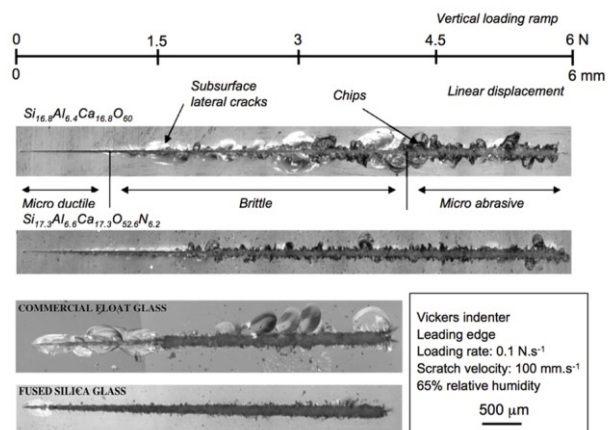 Vertical loading ramp
0 1.5 3 4.5 6 N
0 6 mm
Linear displacement
Subsurface
lateral cracks
Chips
Si16.8Al6.4Ca16.8O60
Micro ductile Brittle Micro abrasive
Si17.3Al6.6Ca17.3O52.6N6.2
COMMERCIAL FLOAT GLASS
FUSED SILICA GLASS
Vickers indenter
Leading edge
Loading rate: 0.1 N.s-1
Scratch velocity: 100 mm.s-1
65% relative humidity
500 μm